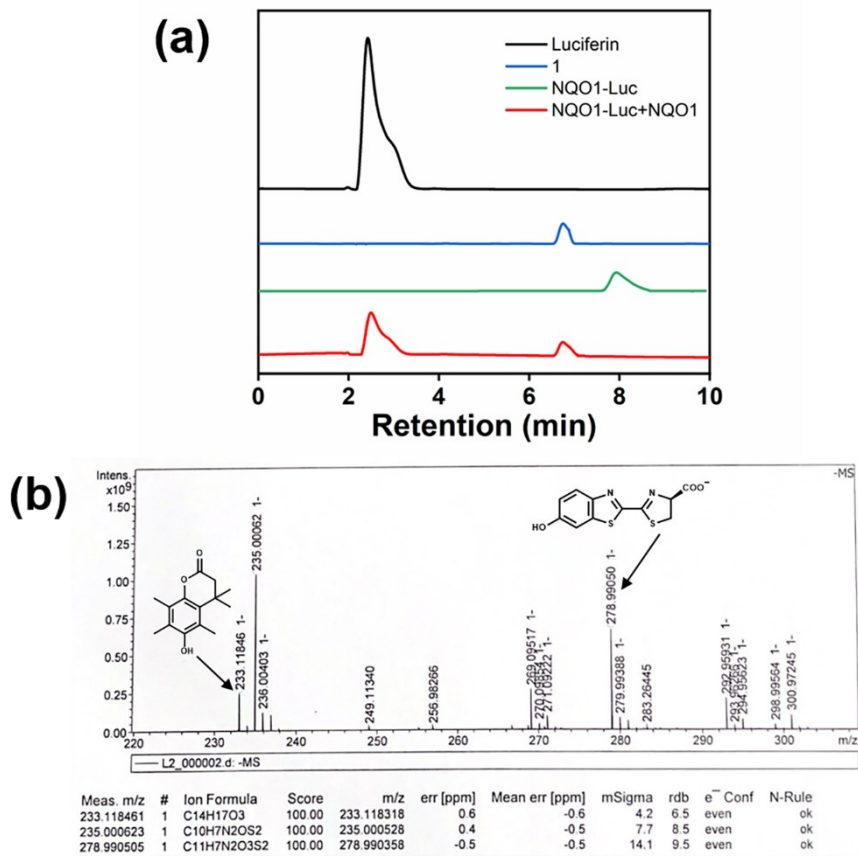 (a)
Luciferin
1
NQO1-Luc
NQO1-Luc+NQO1
0 2 4 6 8 10
Retention (min)
(b)
Intens.
x10⁹
-MS
1.50
1.25
1.00
0.75
0.50
0.25
0.00
233.11846 1-
235.00062 1-
236.00403 1-
249.11340
256.98266
269.09517 1-
271.09222 1-
278.99050 1-
279.99388 1-
283.26445
292.95931 1-
294.95623 1-
298.99564 1-
300.97245 1-
O
O
OH
N
N
COO⁻
HO
S
S
220 230 240 250 260 270 280 290 300 m/z
L2_000002.d: -MS
Meas. m/z # Ion Formula Score m/z err [ppm] Mean err [ppm] mSigma rdb e⁻ Conf N-Rule
233.118461 1 C14H17O3 100.00 233.118318 0.6 -0.6 4.2 6.5 even ok
235.000623 1 C10H7N2OS2 100.00 235.000528 0.4 -0.5 7.7 8.5 even ok
278.990505 1 C11H7N2O3S2 100.00 278.990358 -0.5 -0.5 14.1 9.5 even ok